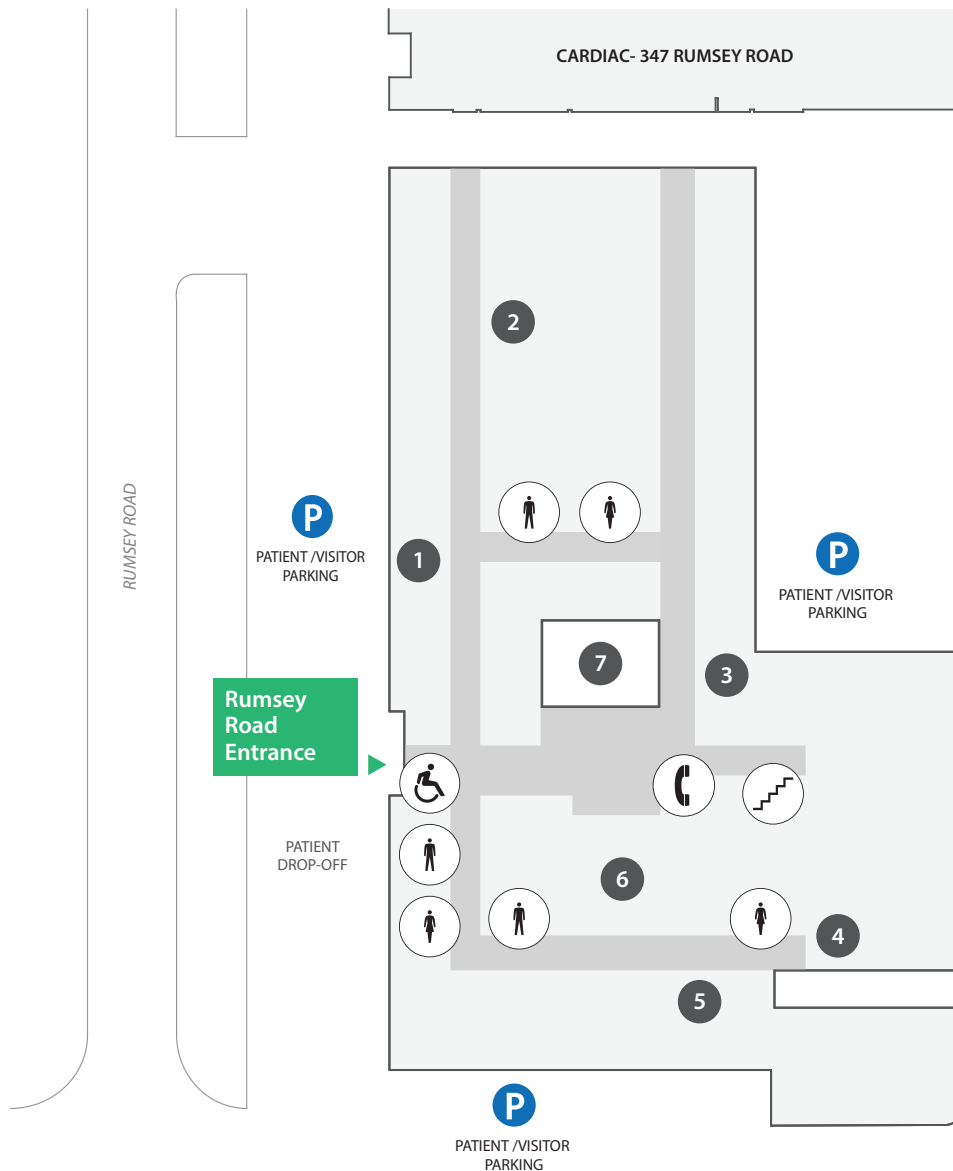 CARDIAC- 347 RUMSEY ROAD
2
RUMSEY ROAD
P
PATIENT /VISITOR
PARKING
1
P
PATIENT /VISITOR
PARKING
7
3
Rumsey
Road
Entrance
PATIENT
DROP-OFF
6
4
5
P
PATIENT /VISITOR
PARKING